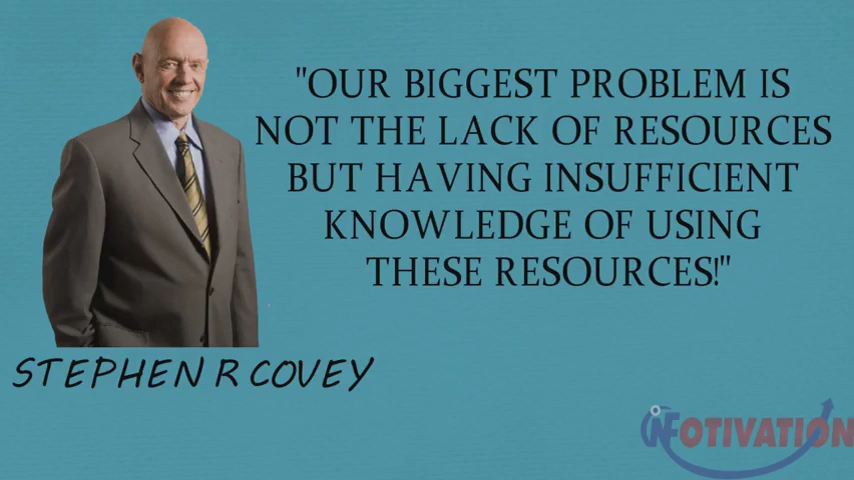 "OUR BIGGEST PROBLEM IS
NOT THE LACK OF RESOURCES
BUT HAVING INSUFFICIENT
KNOWLEDGE OF USING
THESE RESOURCES!"
STEPHEN R COVEY
iNFOTIVATION